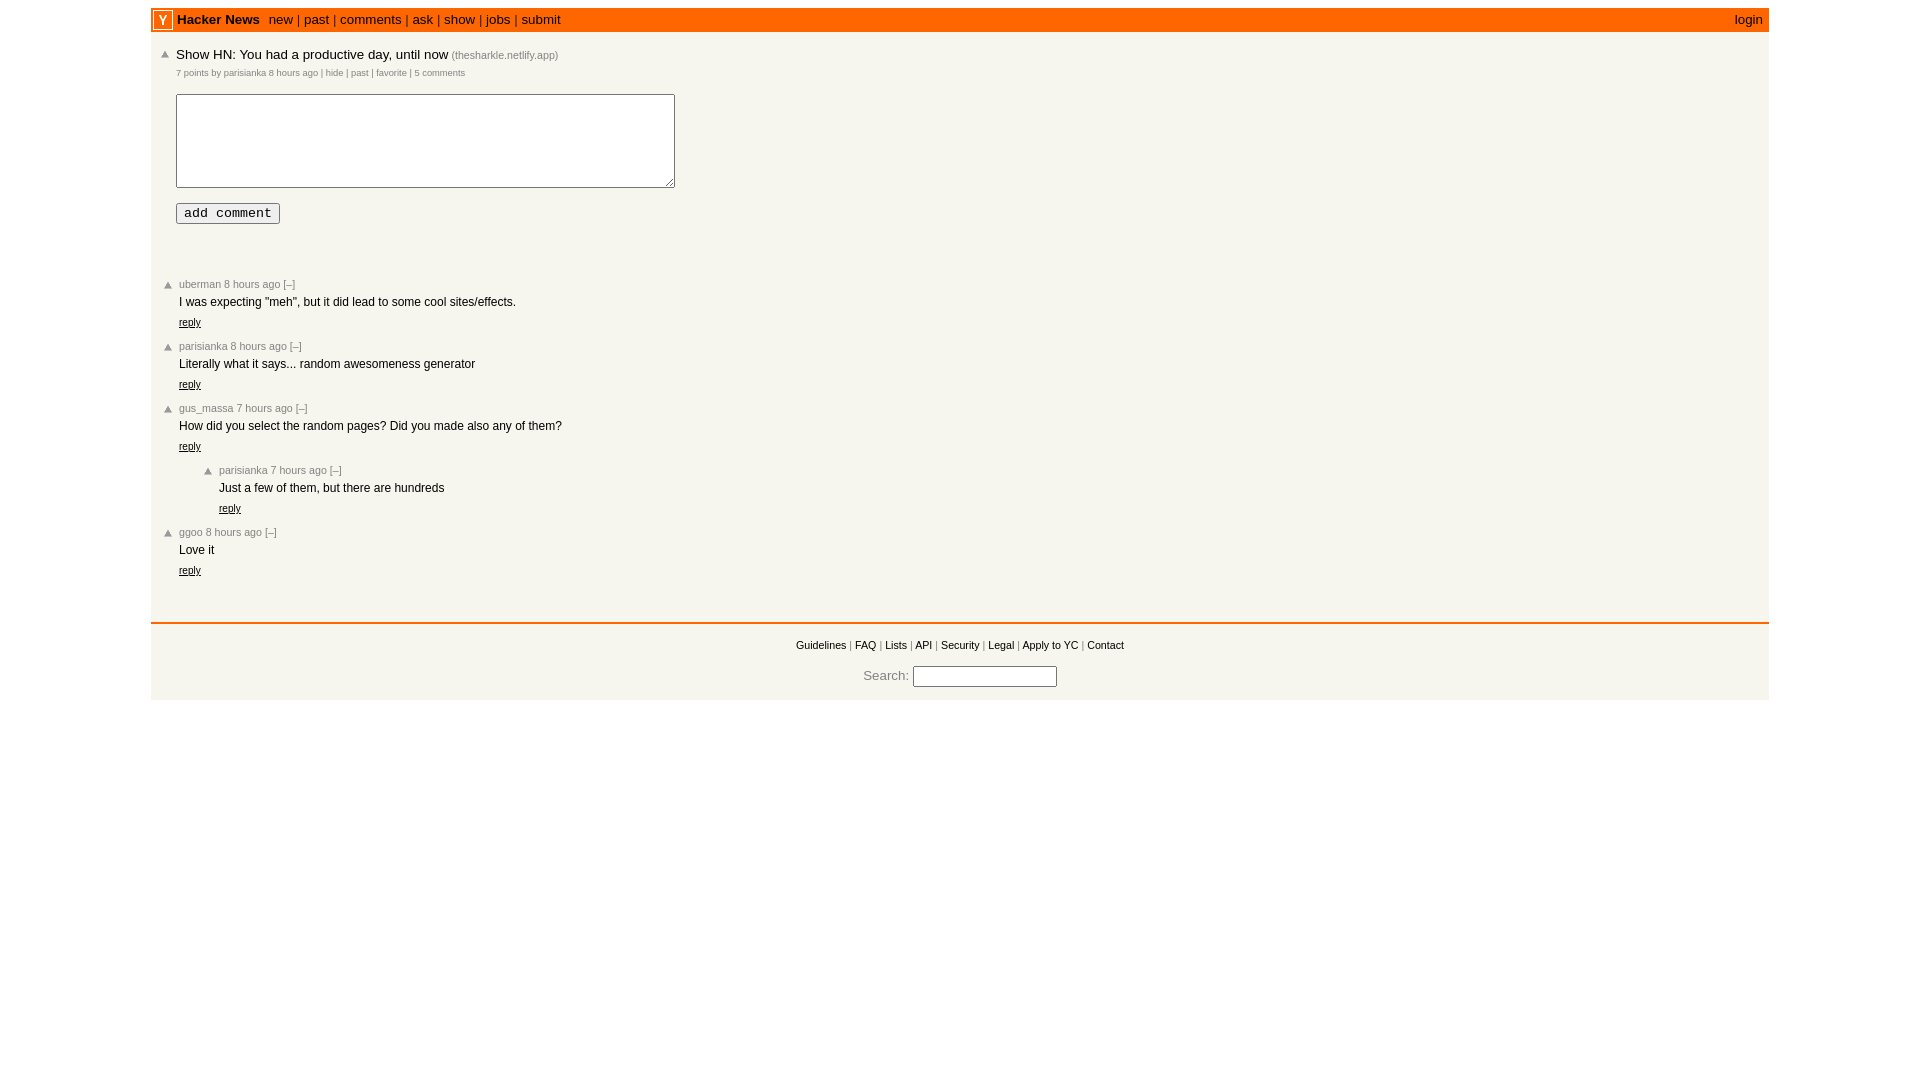 Y Hacker News new | past | comments | ask | show | jobs | submit login
Show HN: You had a productive day, until now (thesharkle.netlify.app)
7 points by parisianka 8 hours ago | hide | past | favorite | 5 comments
add comment
uberman 8 hours ago [–]
I was expecting "meh", but it did lead to some cool sites/effects.
reply
parisianka 8 hours ago [–]
Literally what it says... random awesomeness generator
reply
gus_massa 7 hours ago [–]
How did you select the random pages? Did you made also any of them?
reply
parisianka 7 hours ago [–]
Just a few of them, but there are hundreds
reply
ggoo 8 hours ago [–]
Love it
reply
Guidelines | FAQ | Lists | API | Security | Legal | Apply to YC | Contact
Search: